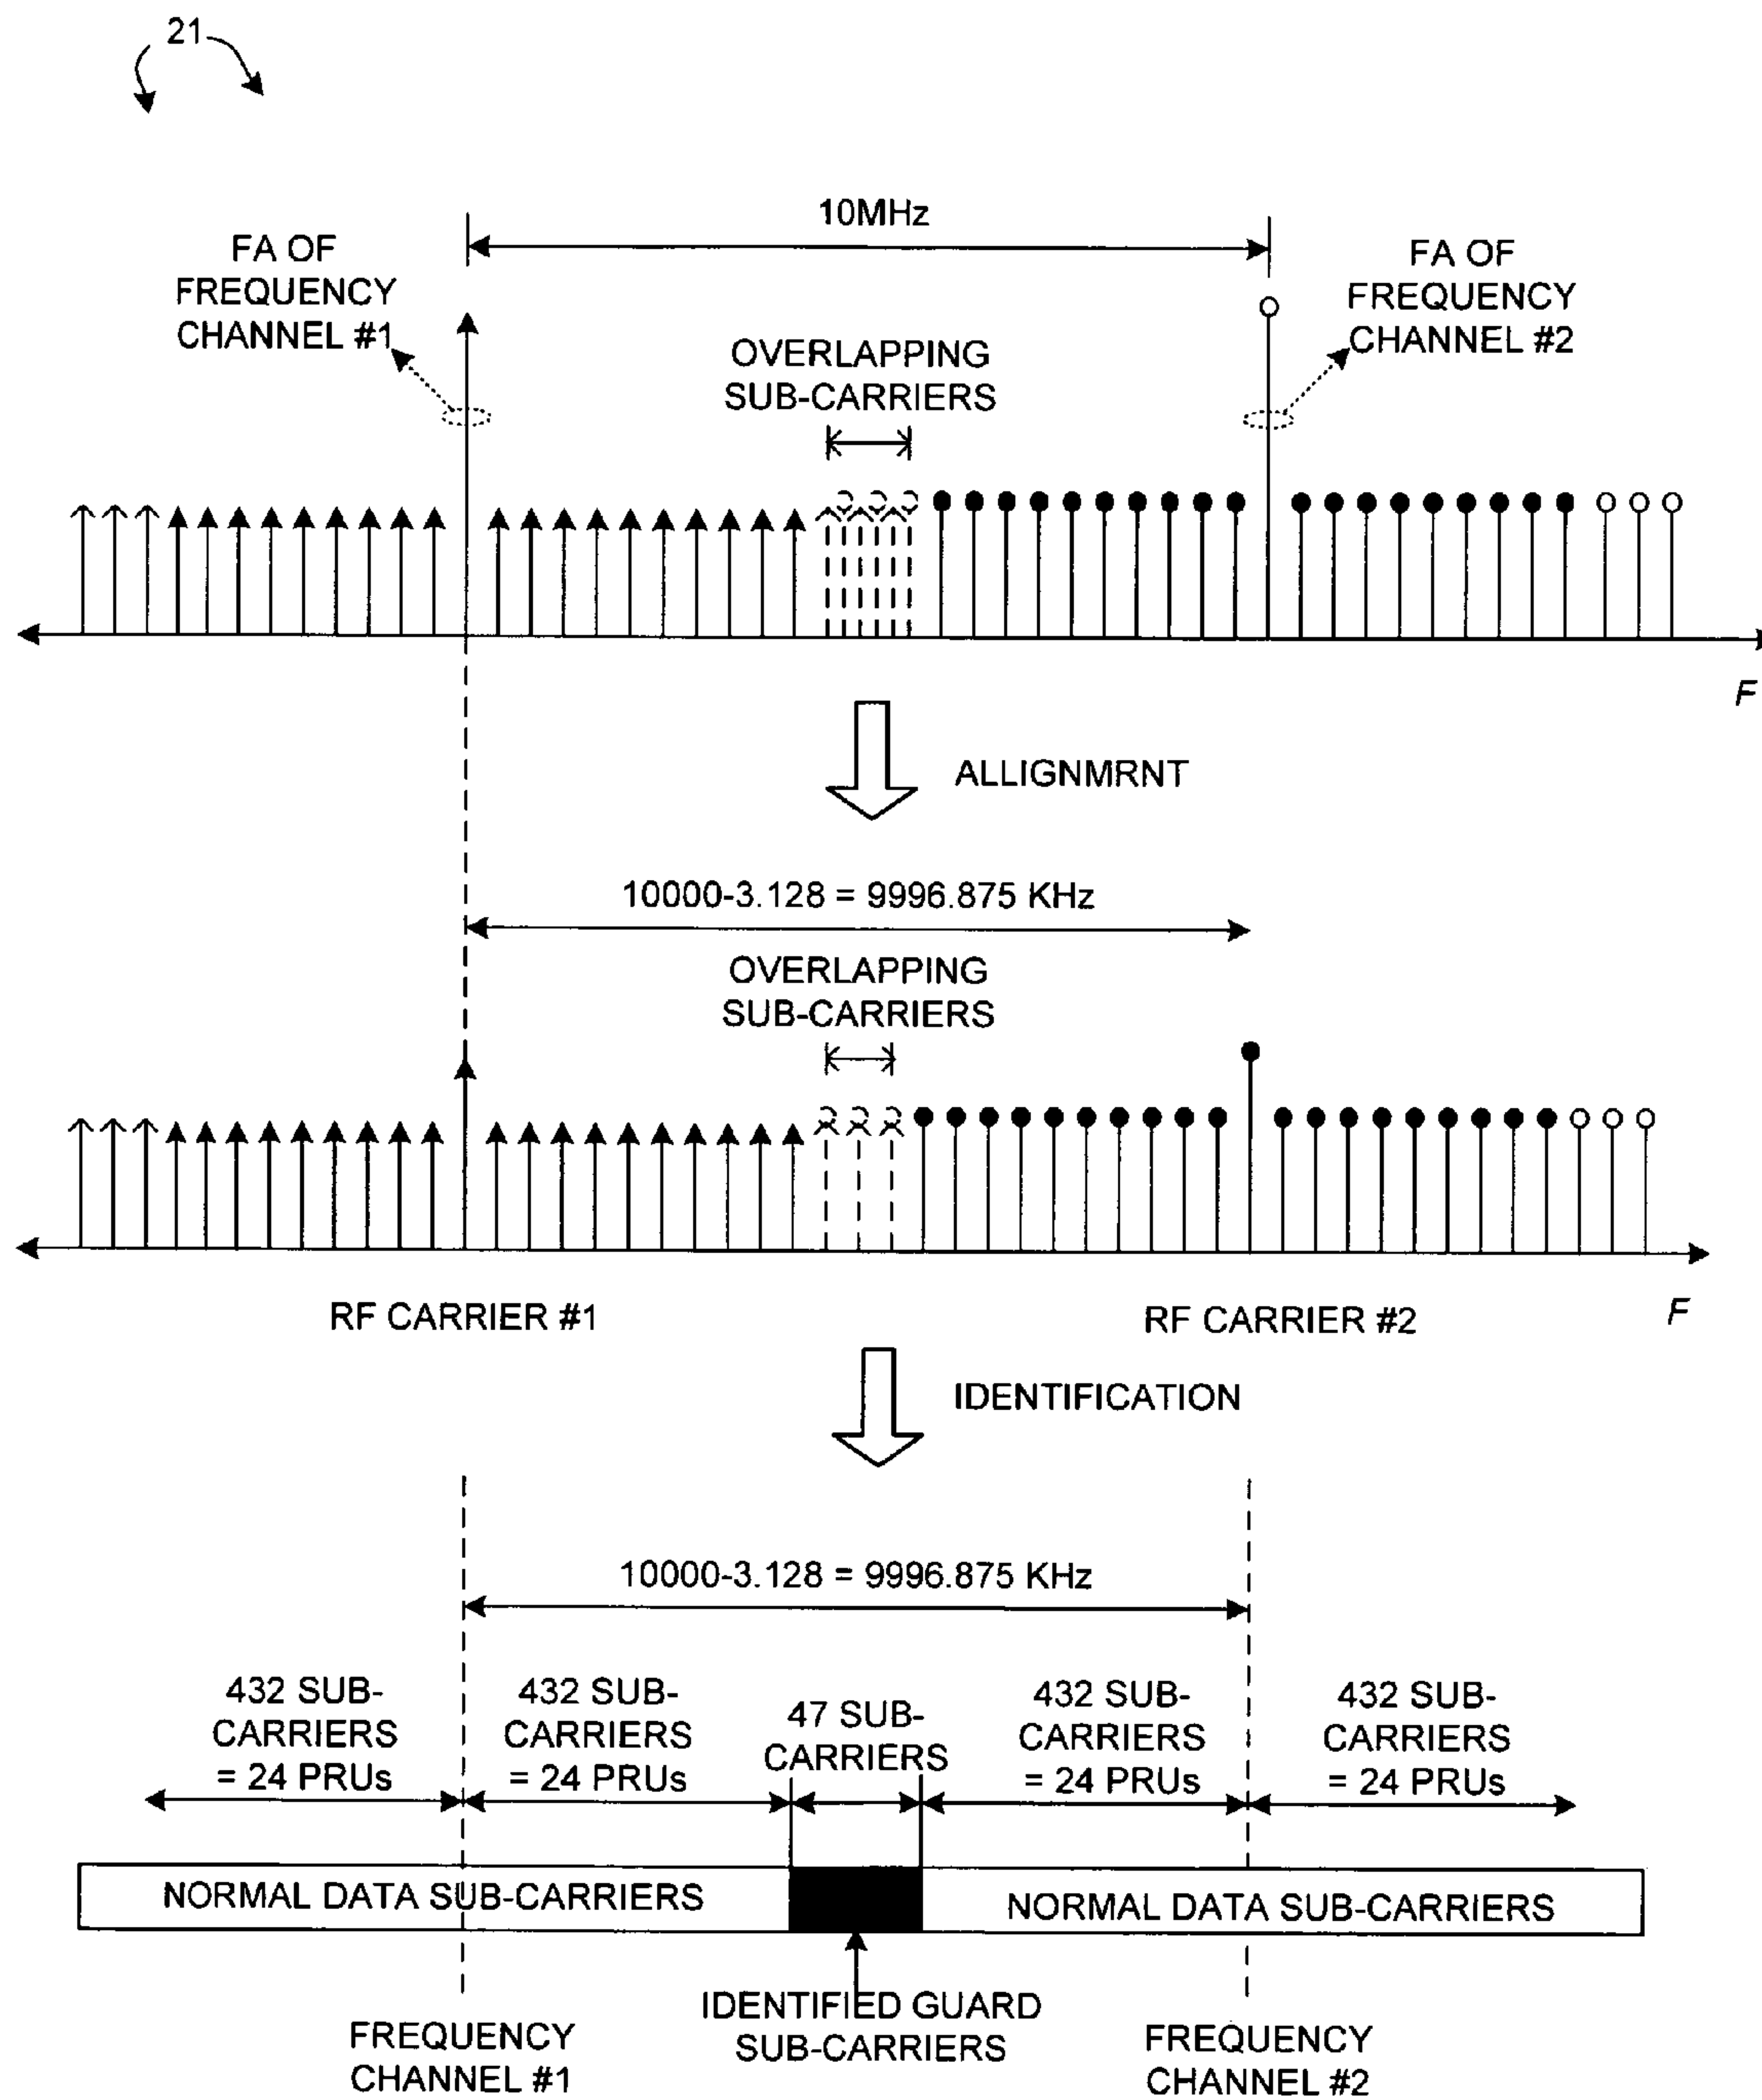 21
10MHz
FA OF
FREQUENCY
CHANNEL #1
FA OF
FREQUENCY
CHANNEL #2
OVERLAPPING
SUB-CARRIERS
F
ALLIGNMRNT
10000-3.128 = 9996.875 KHz
OVERLAPPING
SUB-CARRIERS
RF CARRIER #1
RF CARRIER #2
F
IDENTIFICATION
10000-3.128 = 9996.875 KHz
432 SUB-
CARRIERS
= 24 PRUs
432 SUB-
CARRIERS
= 24 PRUs
47 SUB-
CARRIERS
432 SUB-
CARRIERS
= 24 PRUs
432 SUB-
CARRIERS
= 24 PRUs
NORMAL DATA SUB-CARRIERS
NORMAL DATA SUB-CARRIERS
IDENTIFIED GUARD
SUB-CARRIERS
FREQUENCY
CHANNEL #1
FREQUENCY
CHANNEL #2